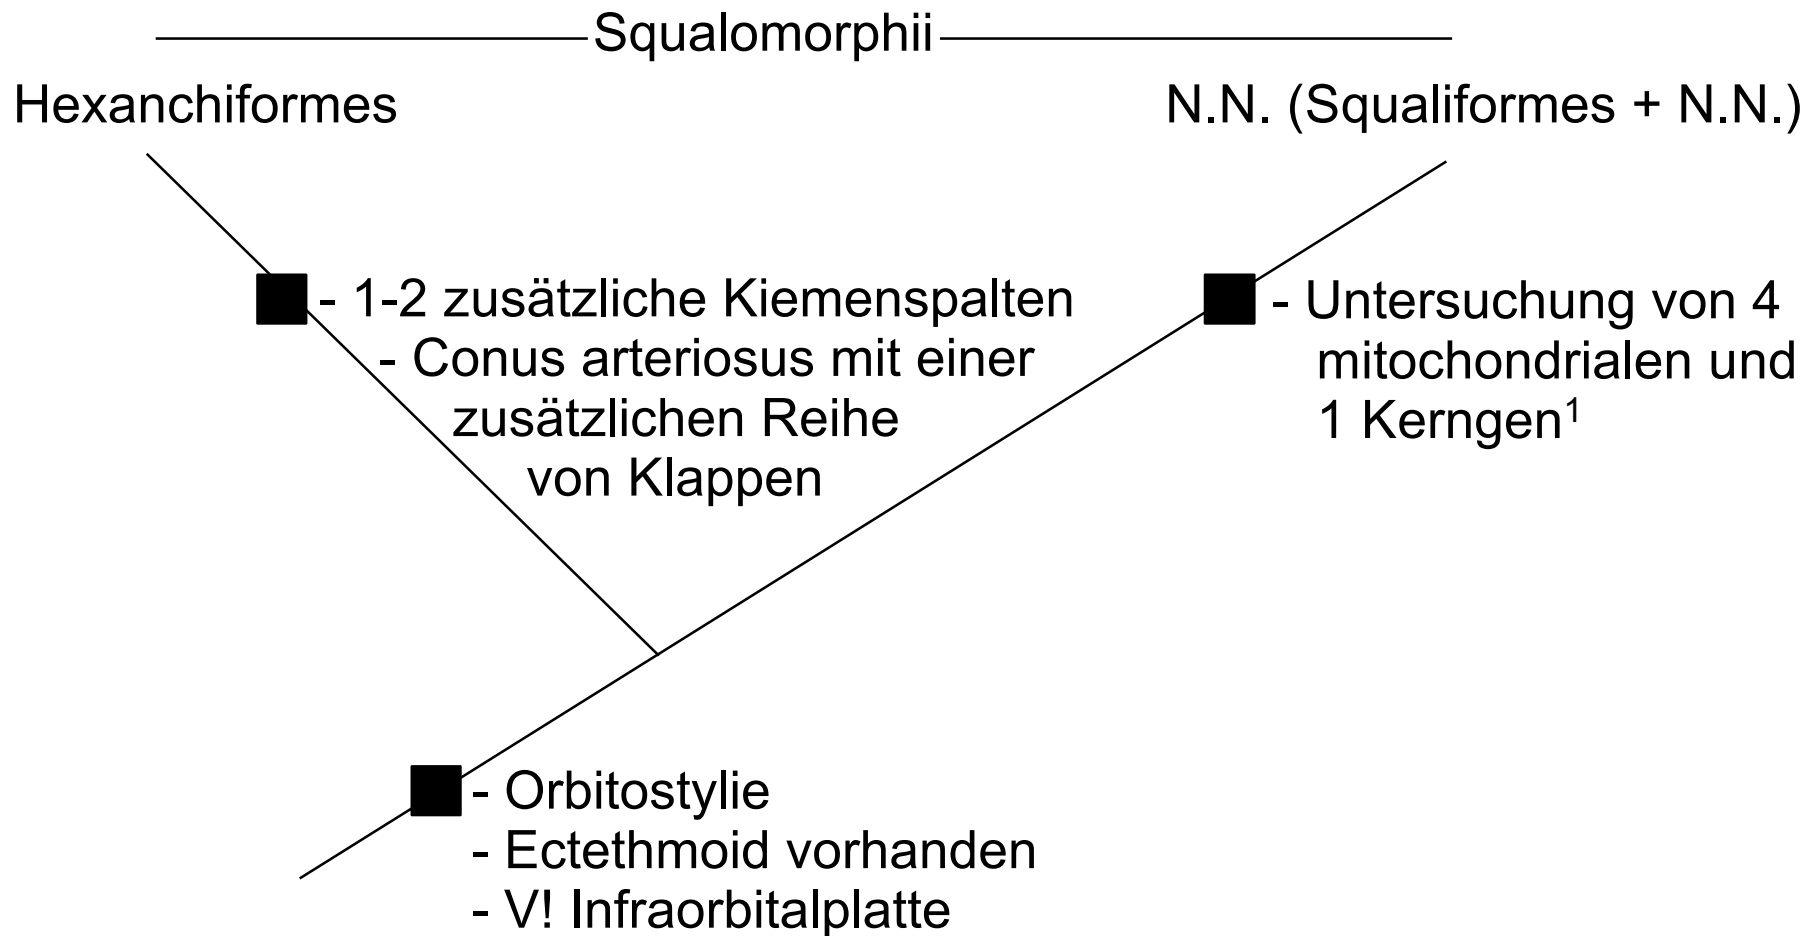 Squalomorphii
Hexanchiformes
N.N. (Squaliformes + N.N.)
- 1-2 zusätzliche Kiemenspalten
- Conus arteriosus mit einer
zusätzlichen Reihe
von Klappen
- Untersuchung von 4
mitochondrialen und
1 Kerngen¹
- Orbitostylie
- Ectethmoid vorhanden
- V! Infraorbitalplatte